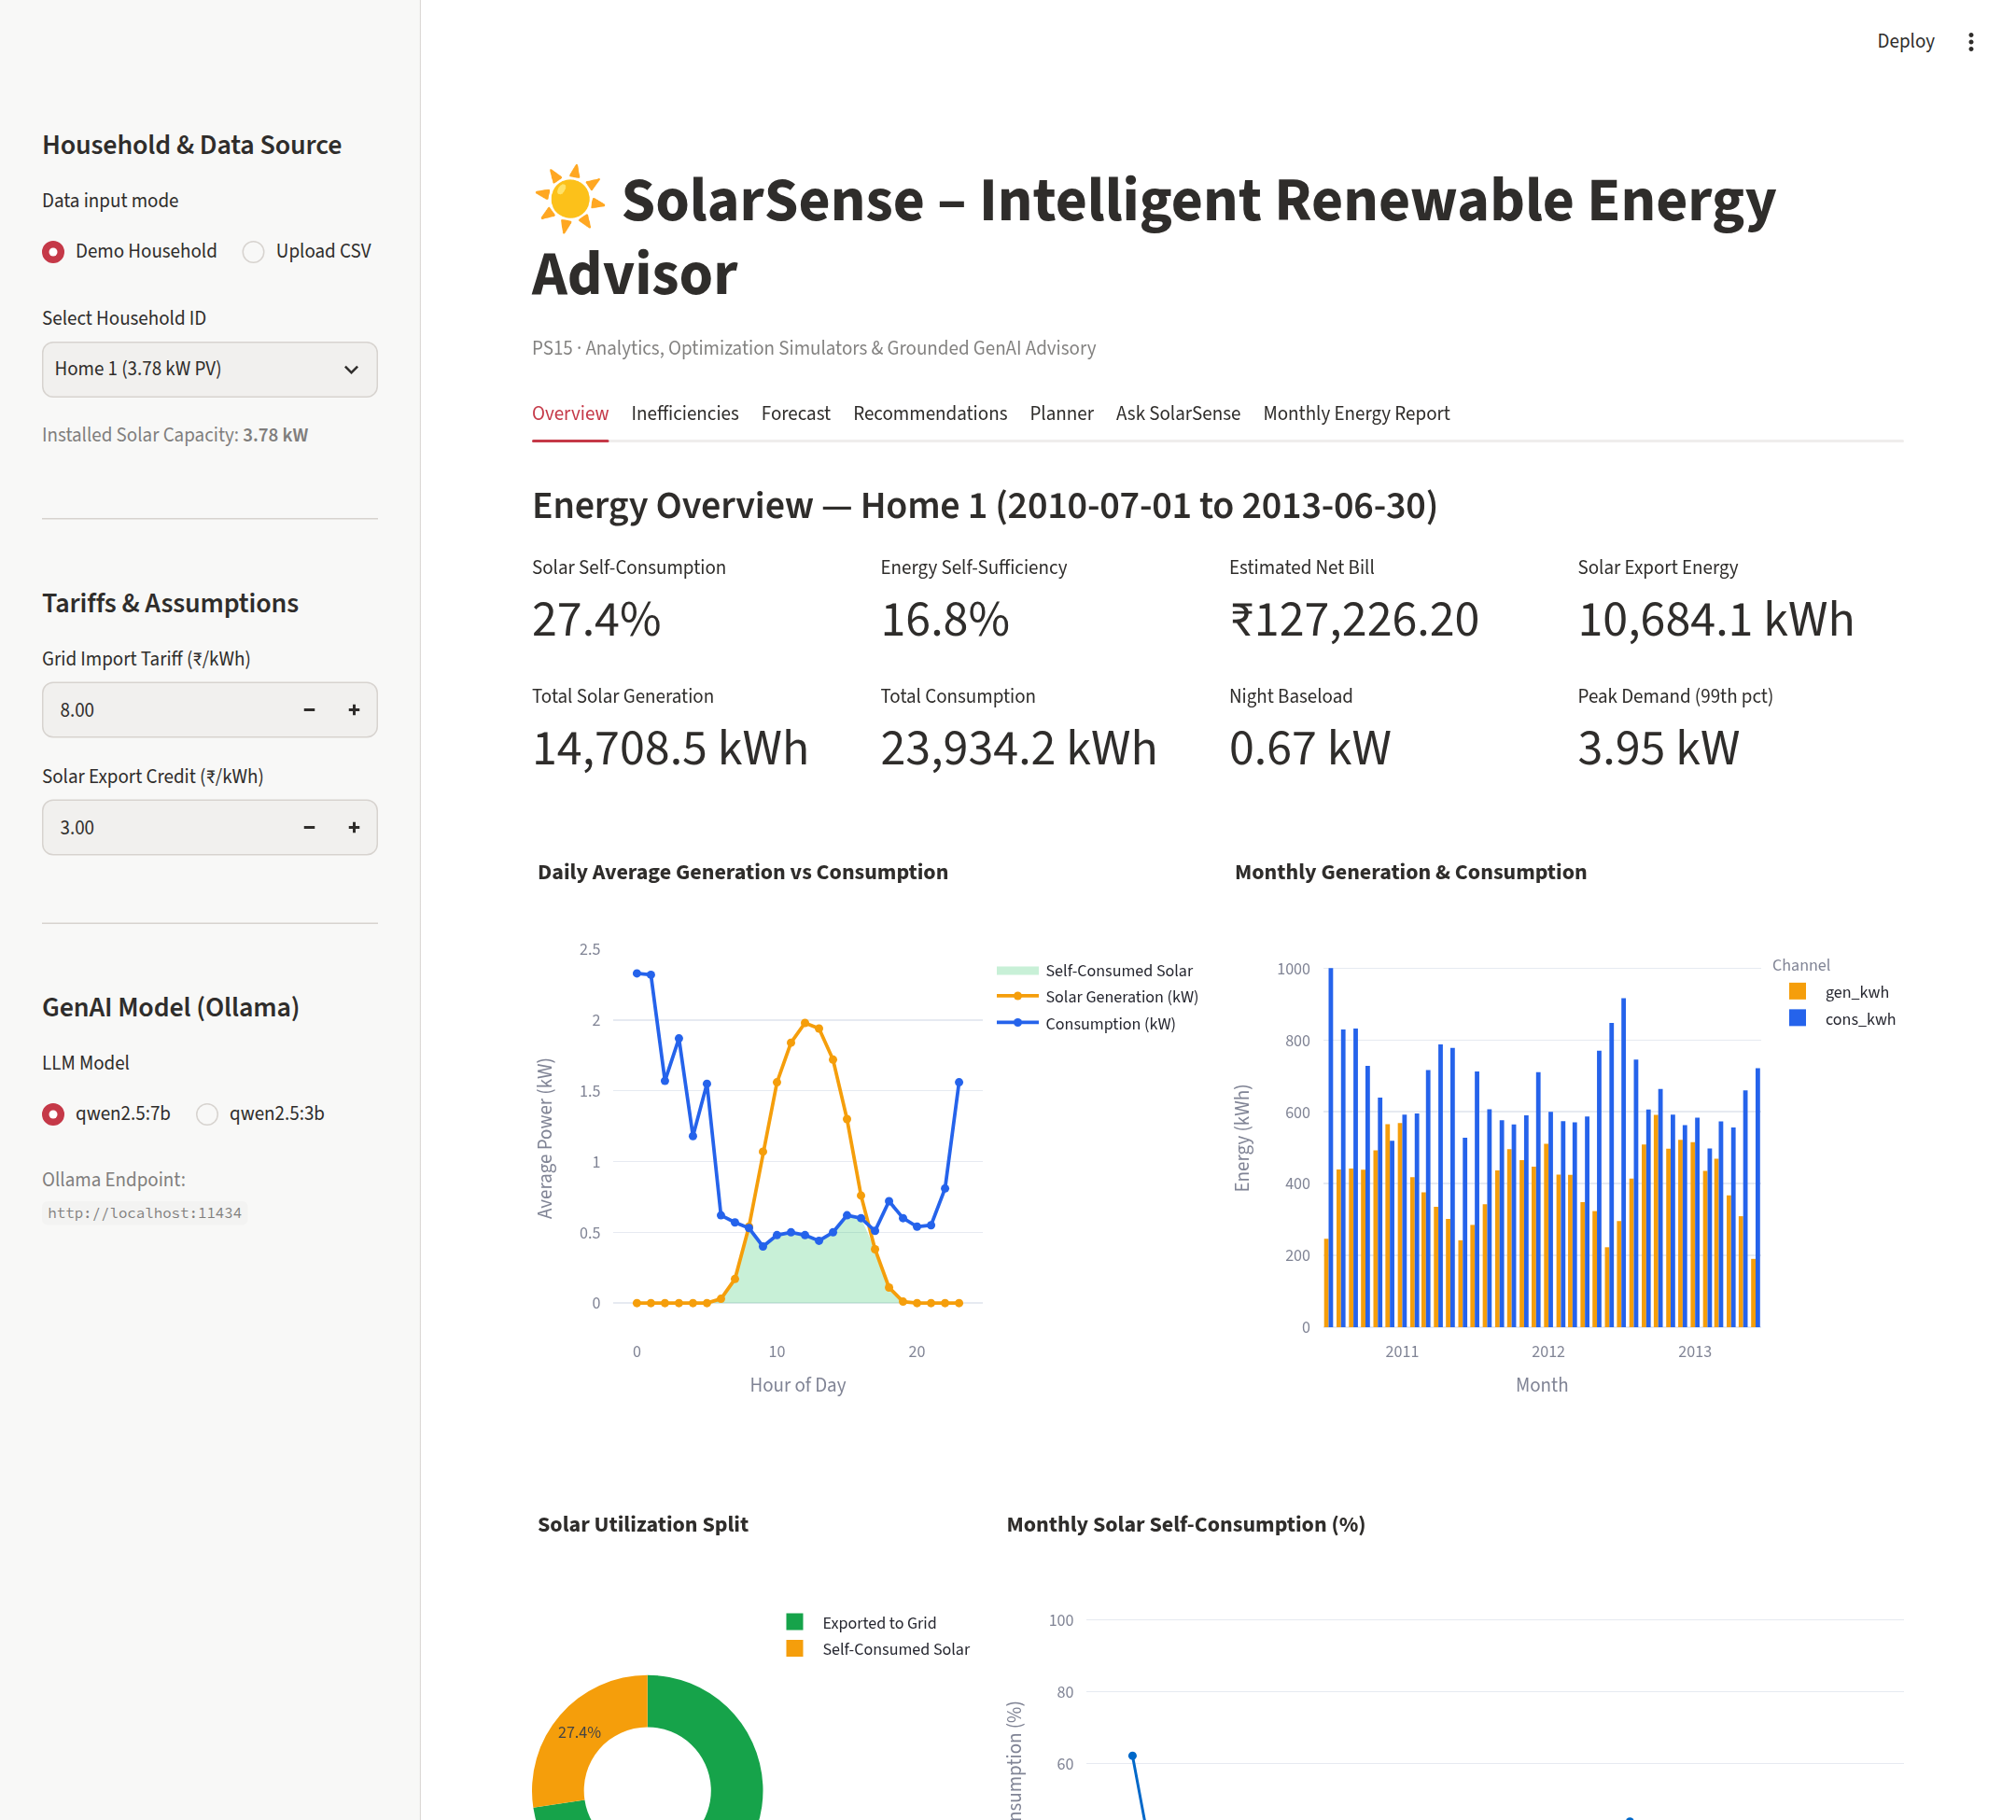 Deploy
Household & Data Source
Data input mode
Demo Household
Upload CSV
Select Household ID
Home 1 (3.78 kW PV)
Installed Solar Capacity: 3.78 kW
Tariffs & Assumptions
Grid Import Tariff (₹/kWh)
8.00
Solar Export Credit (₹/kWh)
3.00
GenAI Model (Ollama)
LLM Model
qwen2.5:7b
qwen2.5:3b
Ollama Endpoint:
http://localhost:11434
SolarSense – Intelligent Renewable Energy
Advisor
PS15 · Analytics, Optimization Simulators & Grounded GenAI Advisory
Overview
Inefficiencies
Forecast
Recommendations
Planner
Ask SolarSense
Monthly Energy Report
Energy Overview — Home 1 (2010-07-01 to 2013-06-30)
Solar Self-Consumption
27.4%
Energy Self-Sufficiency
16.8%
Estimated Net Bill
₹127,226.20
Solar Export Energy
10,684.1 kWh
Total Solar Generation
14,708.5 kWh
Total Consumption
23,934.2 kWh
Night Baseload
0.67 kW
Peak Demand (99th pct)
3.95 kW
Daily Average Generation vs Consumption
2.5
2
1.5
1
0.5
0
Average Power (kW)
0
10
20
Hour of Day
Self-Consumed Solar
Solar Generation (kW)
Consumption (kW)
Monthly Generation & Consumption
1000
800
600
400
200
0
Energy (kWh)
2011
2012
2013
Month
Channel
gen_kwh
cons_kwh
Solar Utilization Split
Exported to Grid
Self-Consumed Solar
27.4%
Monthly Solar Self-Consumption (%)
100
80
60
nsumption (%)